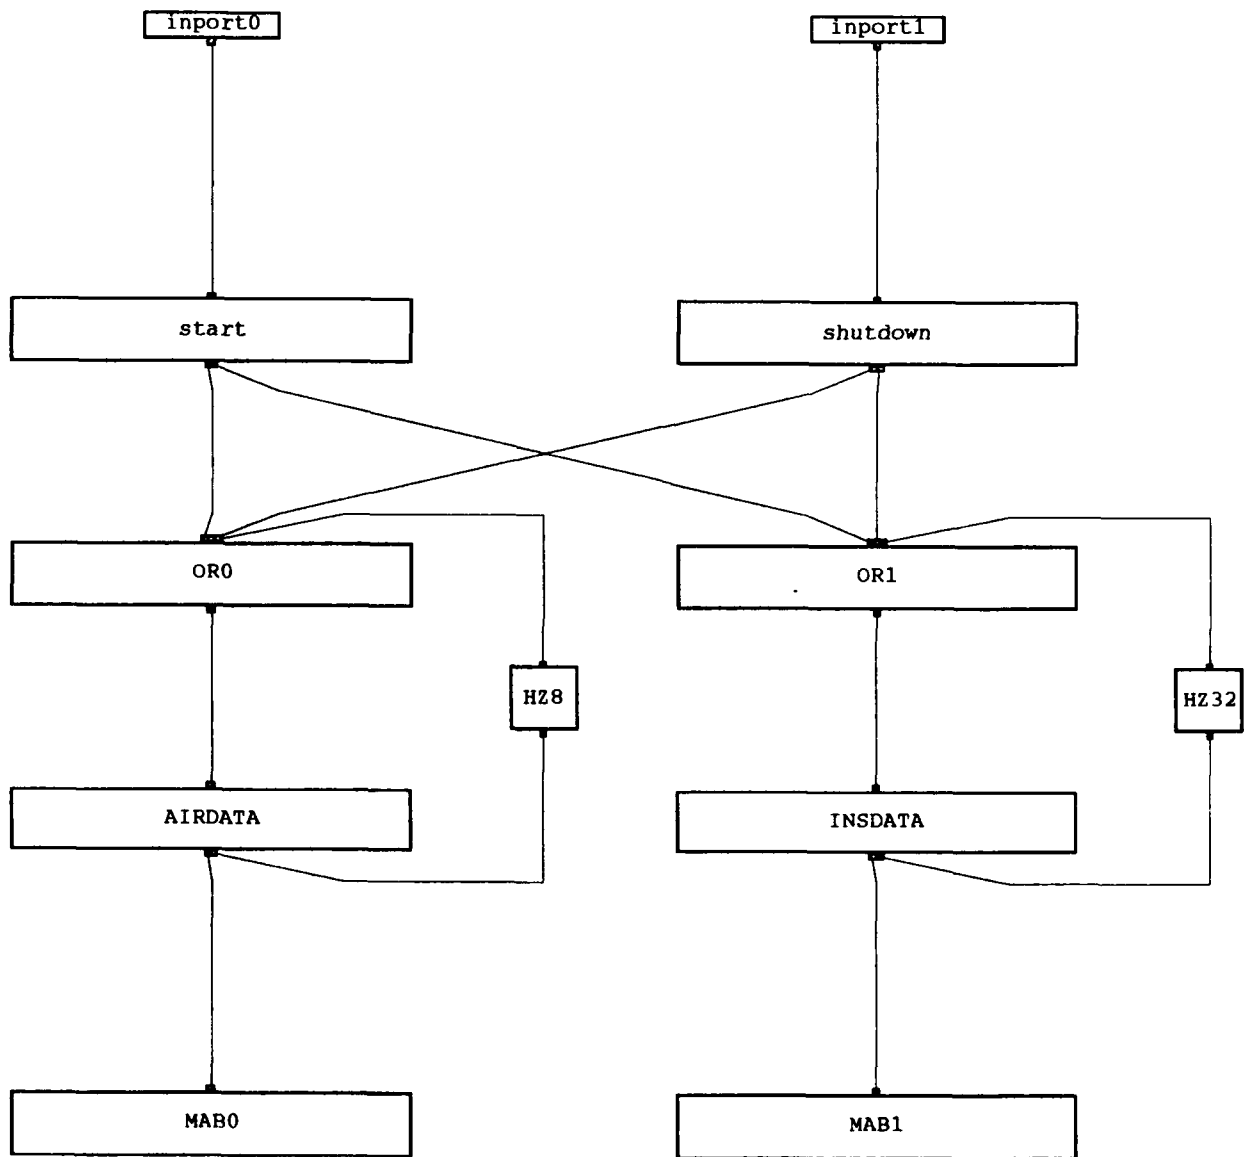 inport0
inport1
start
shutdown
OR0
OR1
HZ8
HZ32
AIRDATA
INSDATA
MAB0
MAB1